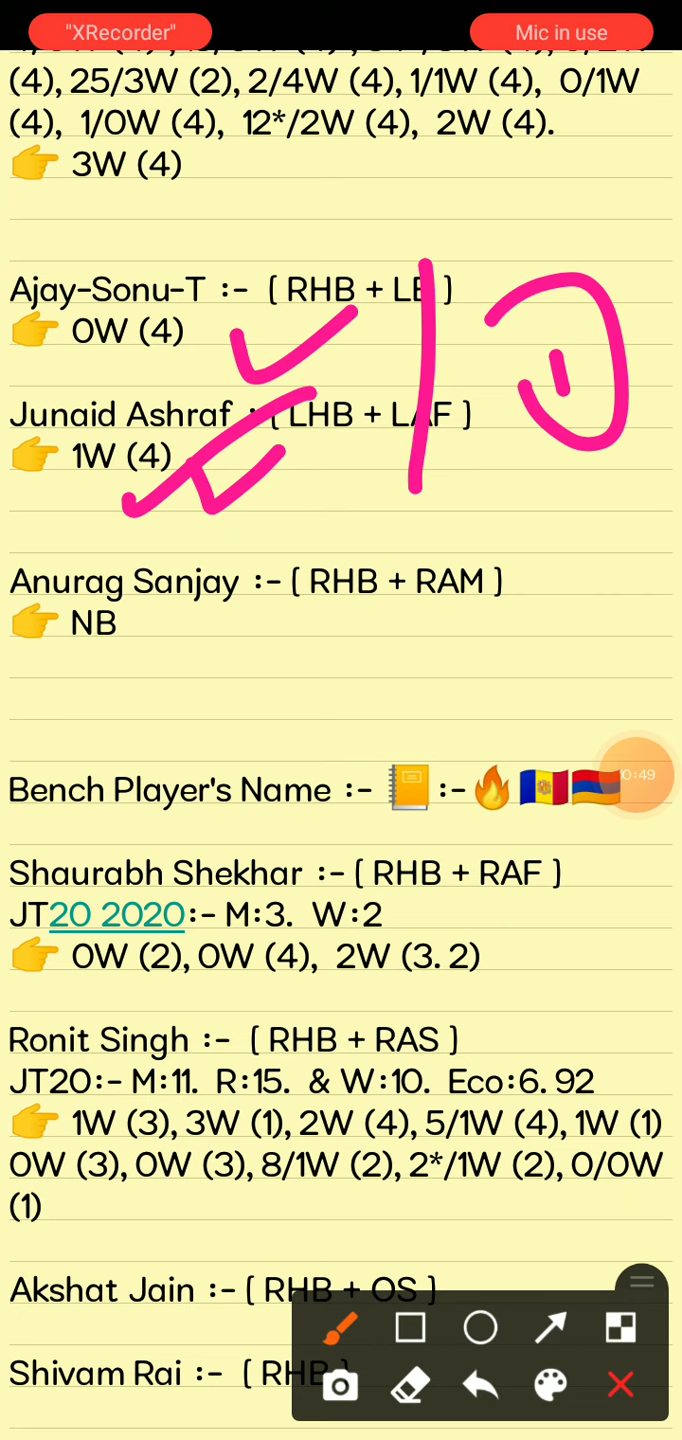 "XRecorder"
Mic in use
(4), 25/3W (2), 2/4W (4), 1/1W (4), 0/1W
(4), 1/0W (4), 12*/2W (4), 2W (4).
👉 3W (4)
Ajay-Sonu-T :- ( RHB + LB )
👉 0W (4)
Junaid Ashraf :- ( LHB + LAF )
👉 1W (4)
Anurag Sanjay :- ( RHB + RAM )
👉 NB
Bench Player's Name :- 📒 :-🔥🇦🇩🇦🇲
0:49
Shaurabh Shekhar :- ( RHB + RAF )
JT20 2020:- M:3. W:2
👉 0W (2), 0W (4), 2W (3.2)
Ronit Singh :- ( RHB + RAS )
JT20:- M:11. R:15. & W:10. Eco:6.92
👉 1W (3), 3W (1), 2W (4), 5/1W (4), 1W (1)
0W (3), 0W (3), 8/1W (2), 2*/1W (2), 0/0W
(1)
Akshat Jain :- ( RHB + OS )
Shivam Rai :- ( RHB )